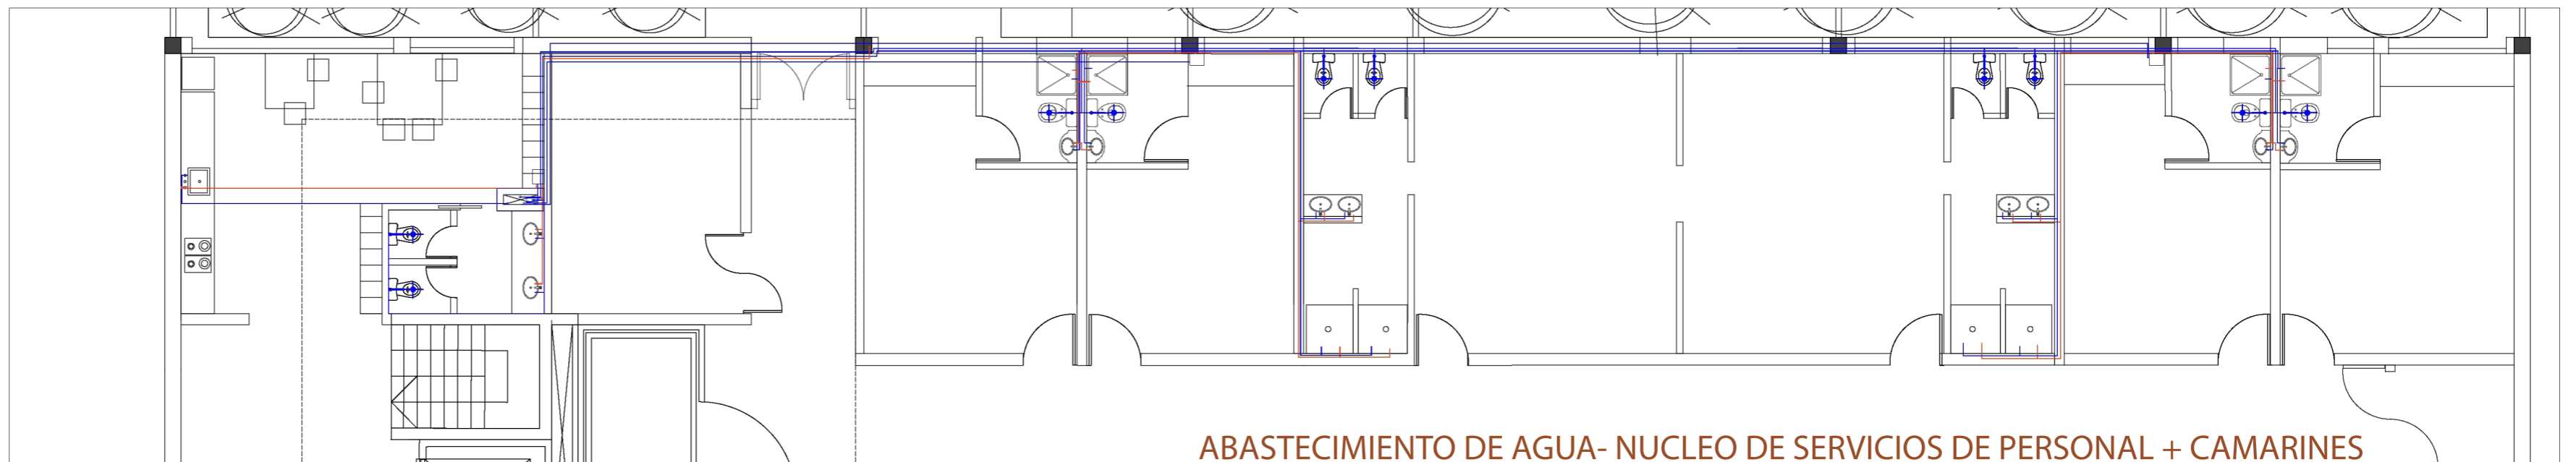 ABASTECIMIENTO DE AGUA- NUCLEO DE SERVICIOS DE PERSONAL + CAMARINES